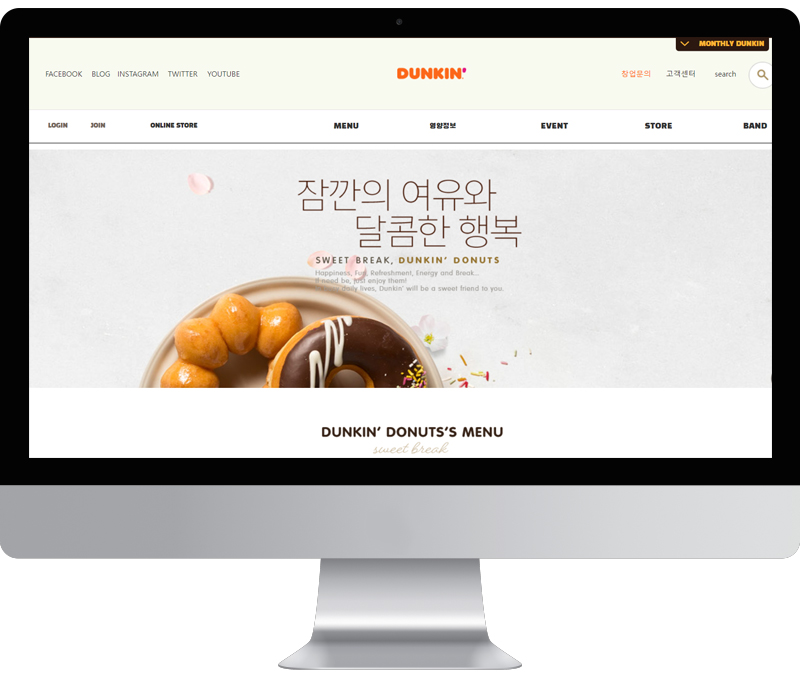 MONTHLY DUNKIN
FACEBOOK BLOG INSTAGRAM TWITTER YOUTUBE DUNKIN' 창업문의 고객센터 search
LOGIN JOIN ONLINE STORE MENU 영양정보 EVENT STORE BAND
잠깐의 여유와
달콤한 행복
SWEET BREAK, DUNKIN' DONUTS
Happiness, Fun, Refreshment, Energy and Break...
If need be, just enjoy them!
daily lives, Dunkin' will be a sweet friend to you.
DUNKIN' DONUTS'S MENU
sweet break